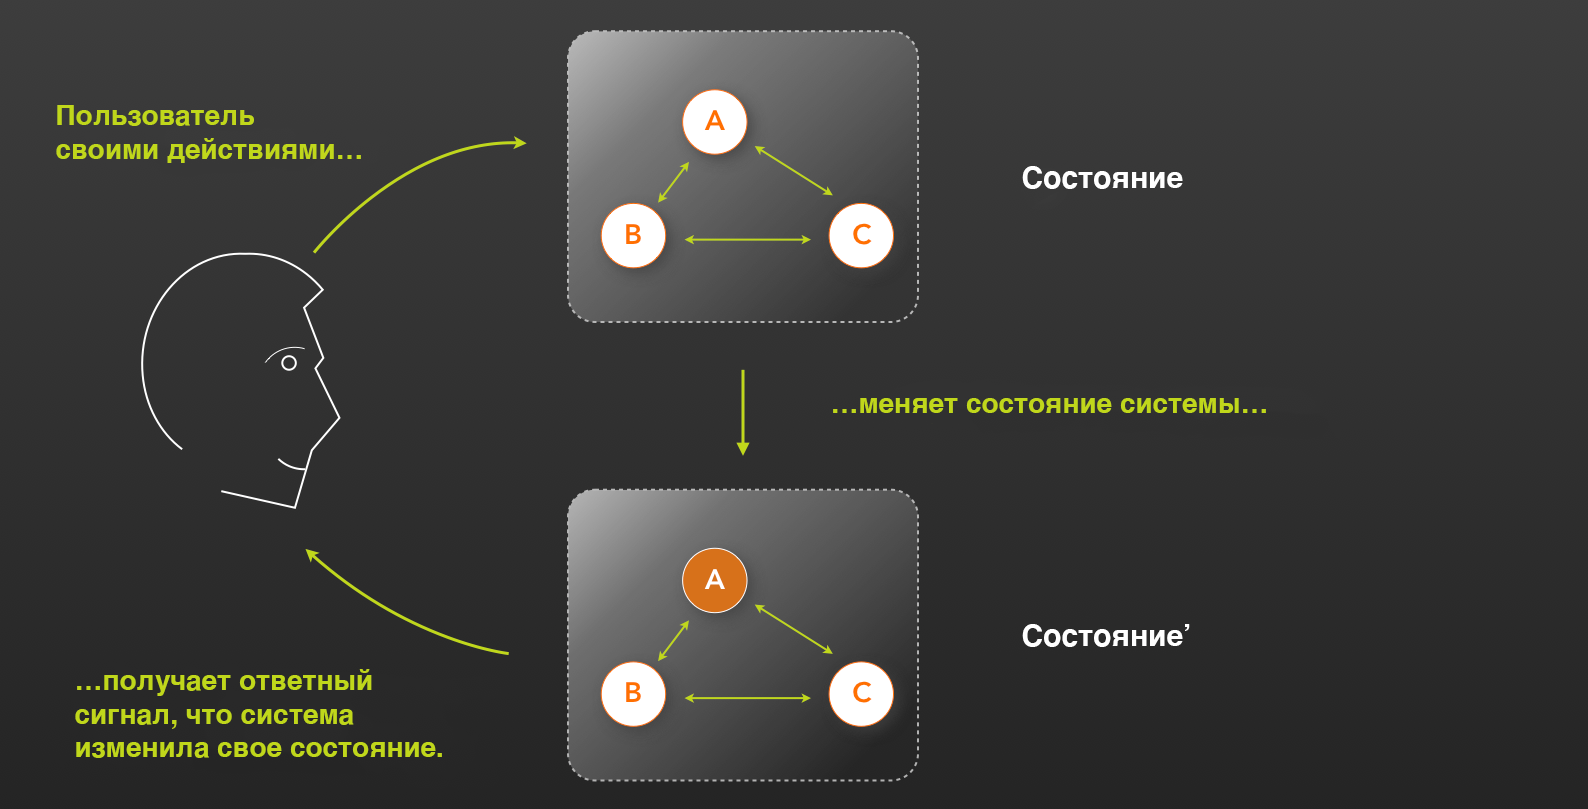 Пользователь
своими действиями...
A
B
C
Состояние
...меняет состояние системы...
A
B
C
Состояние’
...получает ответный
сигнал, что система
изменила свое состояние.